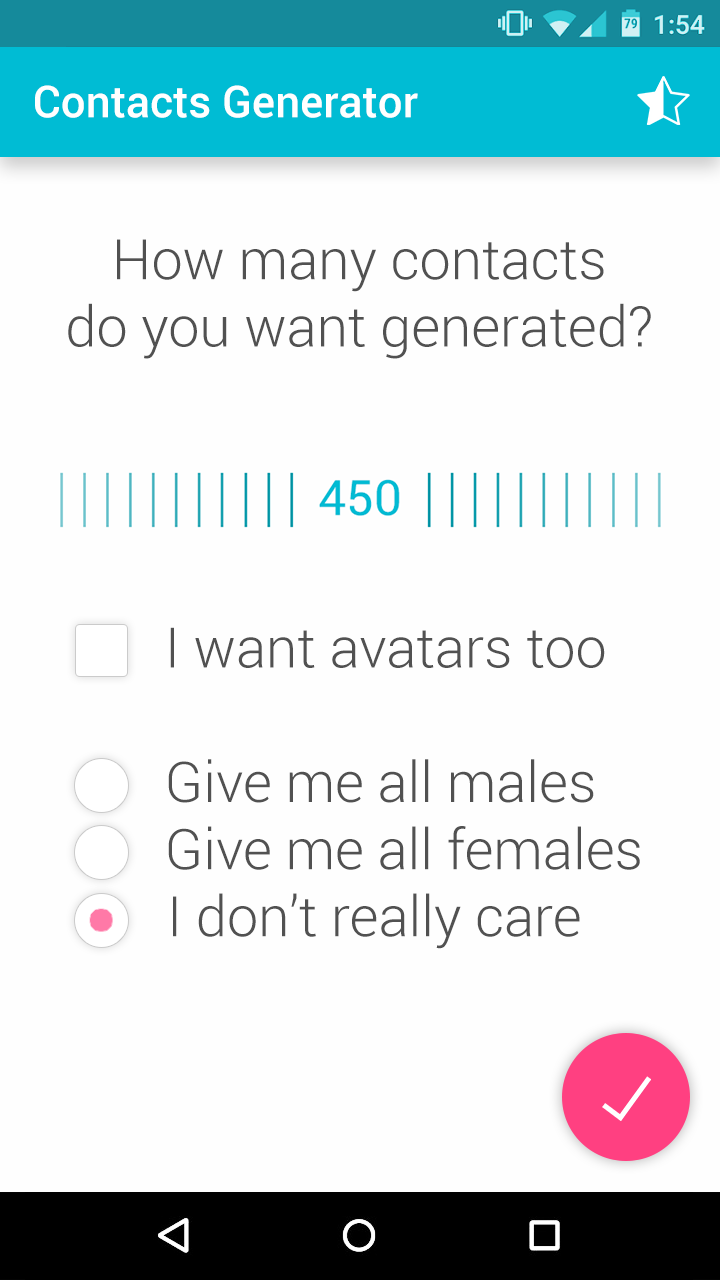 79 1:54
Contacts Generator
How many contacts
do you want generated?
450
I want avatars too
Give me all males
Give me all females
I don’t really care